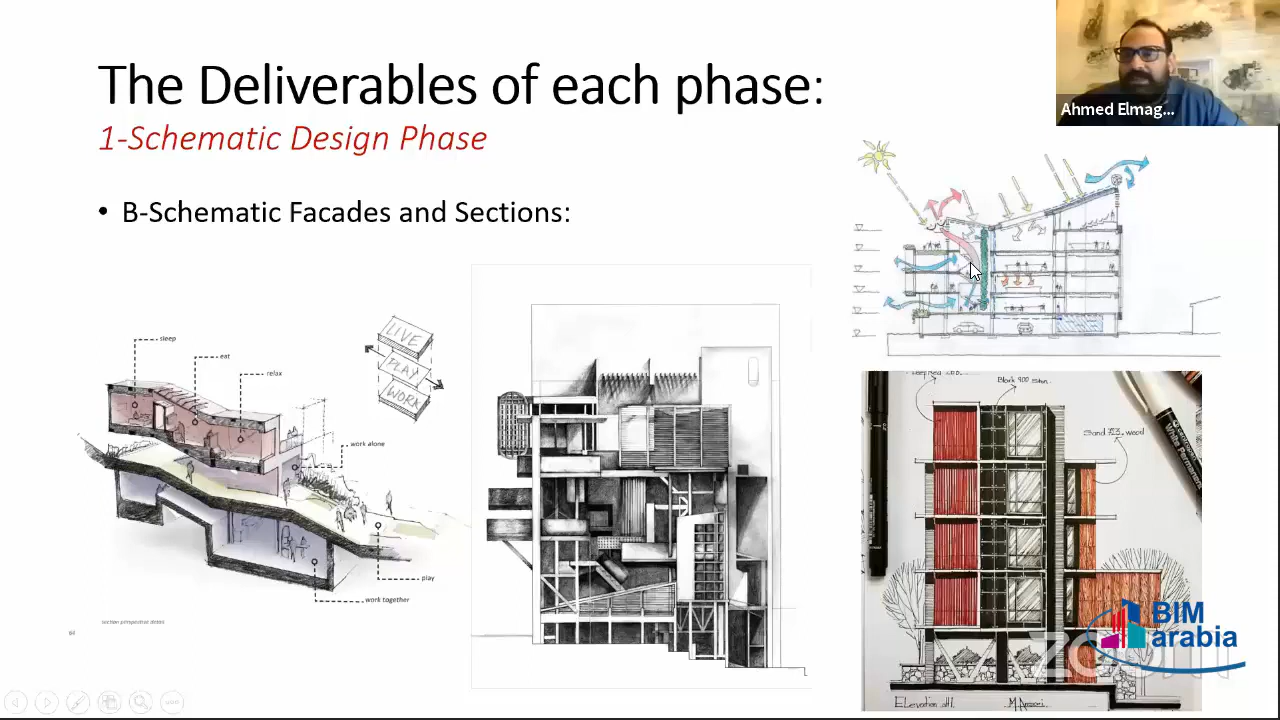 The Deliverables of each phase:
1-Schematic Design Phase
• B-Schematic Facades and Sections:
Ahmed Elmag...
sleep
eat
relax
LIVE
PLAY
WORK
work alone
play
work together
Block
Sand
wood
Elevation
BIM
arabia
zoom